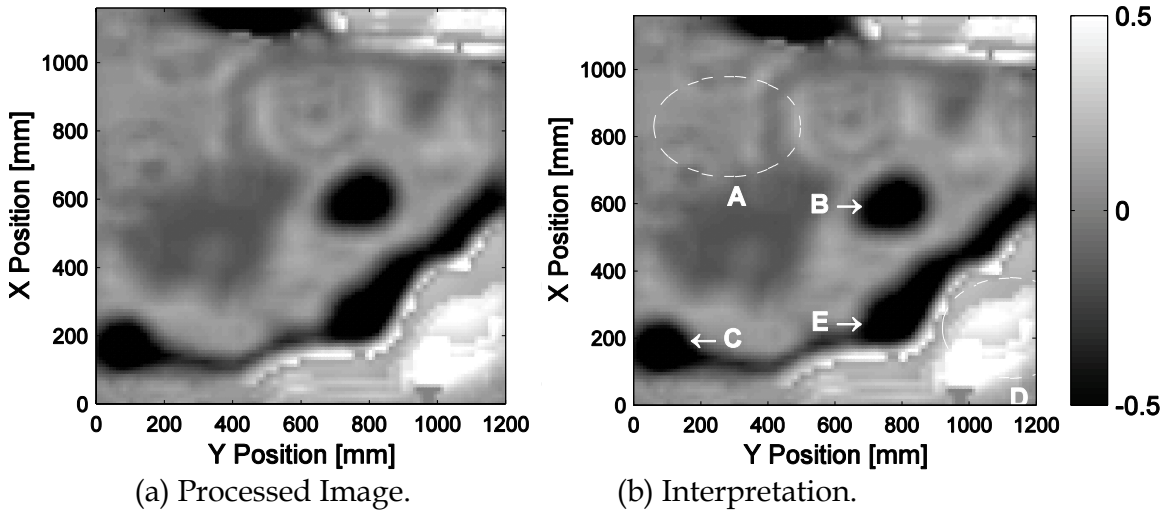 1000
800
600
400
200
0
X Position [mm]
0 200 400 600 800 1000 1200
Y Position [mm]
(a) Processed Image.
1000
800
600
400
200
0
X Position [mm]
A
B →
E →
← C
D
0 200 400 600 800 1000 1200
Y Position [mm]
(b) Interpretation.
0.5
0
-0.5